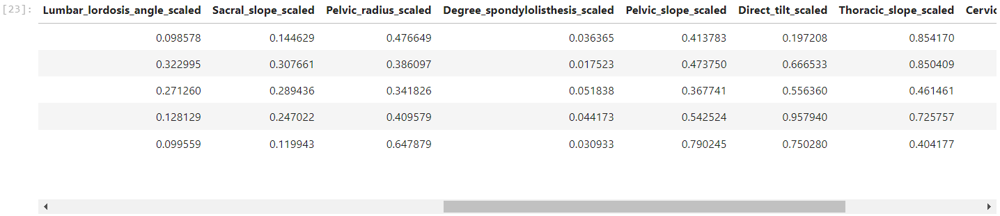 [23]: Lumbar_lordosis_angle_scaled Sacral_slope_scaled Pelvic_radius_scaled Degree_spondylolisthesis_scaled Pelvic_slope_scaled Direct_tilt_scaled Thoracic_slope_scaled Cervic
0.098578 0.144629 0.476649 0.036365 0.413783 0.197208 0.854170
0.322995 0.307661 0.386097 0.017523 0.473750 0.666533 0.850409
0.271260 0.289436 0.341826 0.051838 0.367741 0.556360 0.461461
0.128129 0.247022 0.409579 0.044173 0.542524 0.957940 0.725757
0.099559 0.119943 0.647879 0.030933 0.790245 0.750280 0.404177